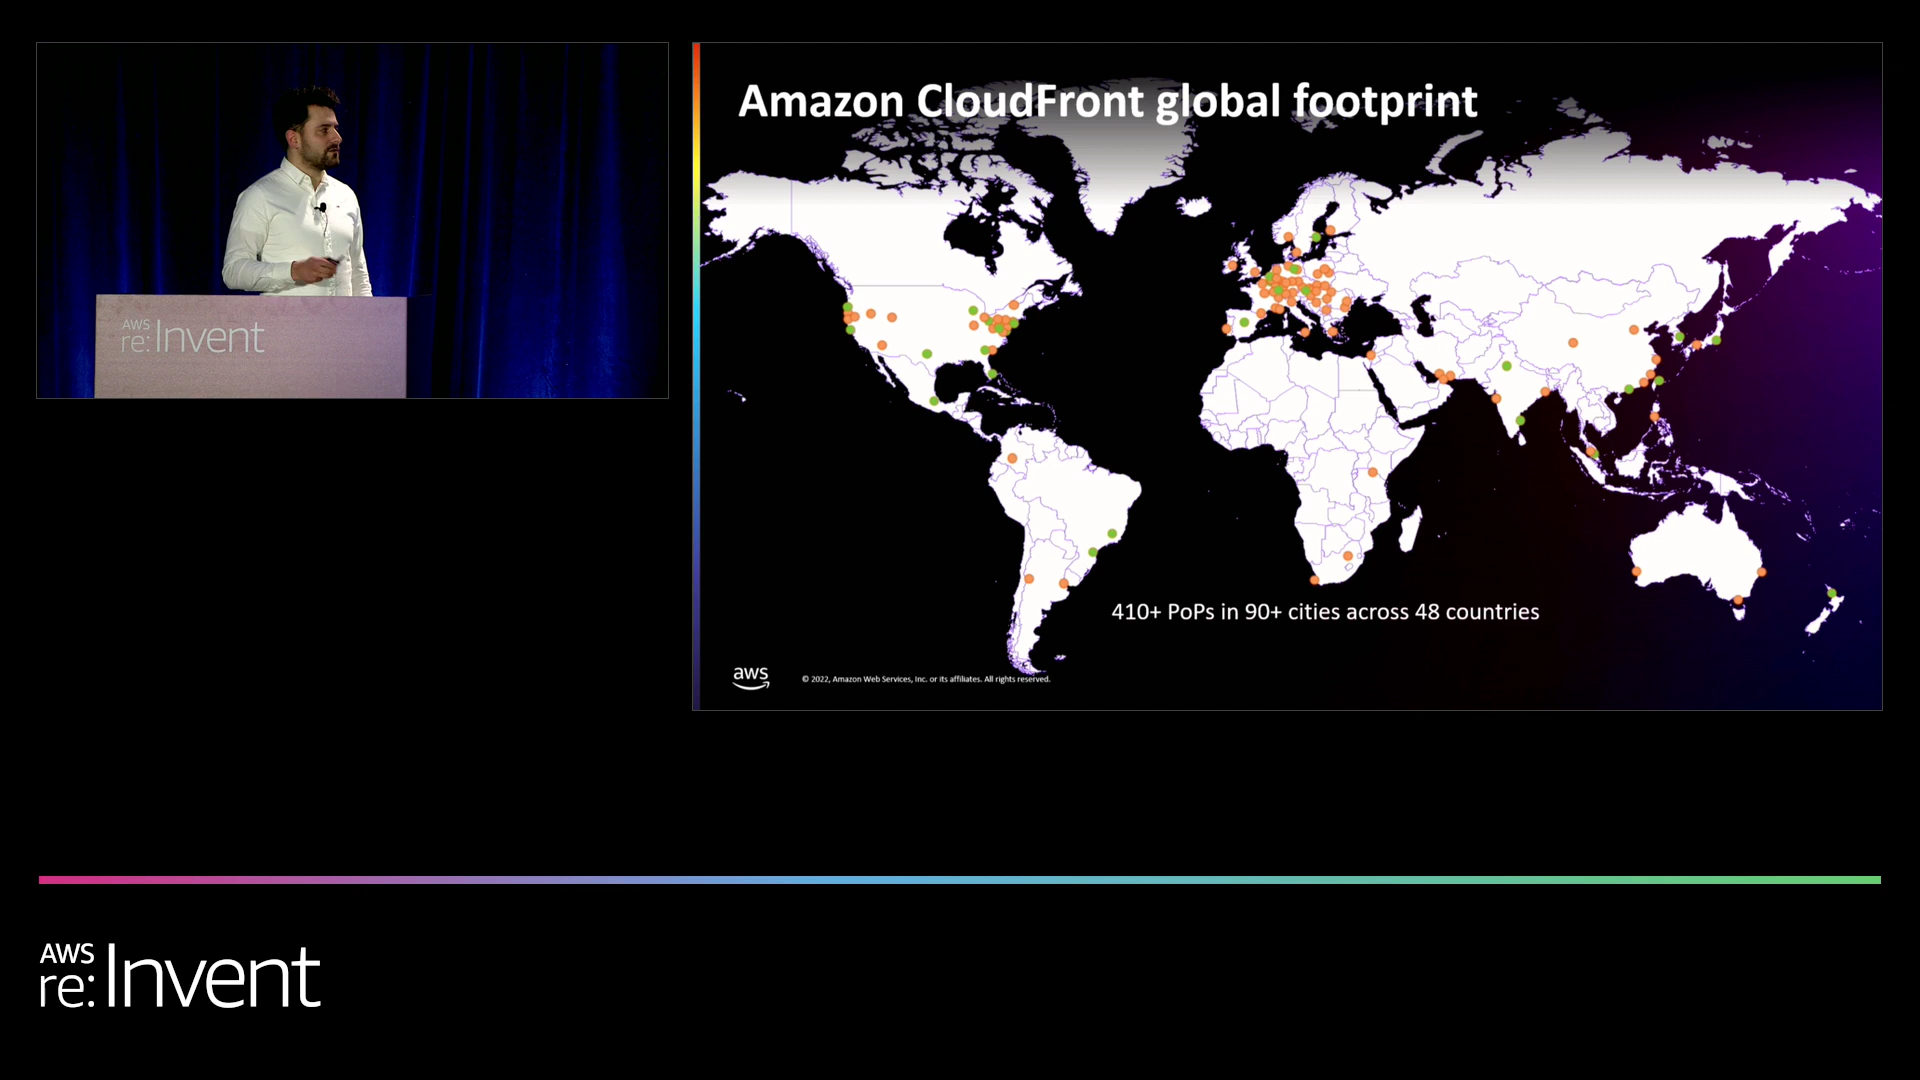 AWS
re:Invent
Amazon CloudFront global footprint
410+ PoPs in 90+ cities across 48 countries
aws
© 2022, Amazon Web Services, Inc. or its affiliates. All rights reserved.
AWS
re:Invent